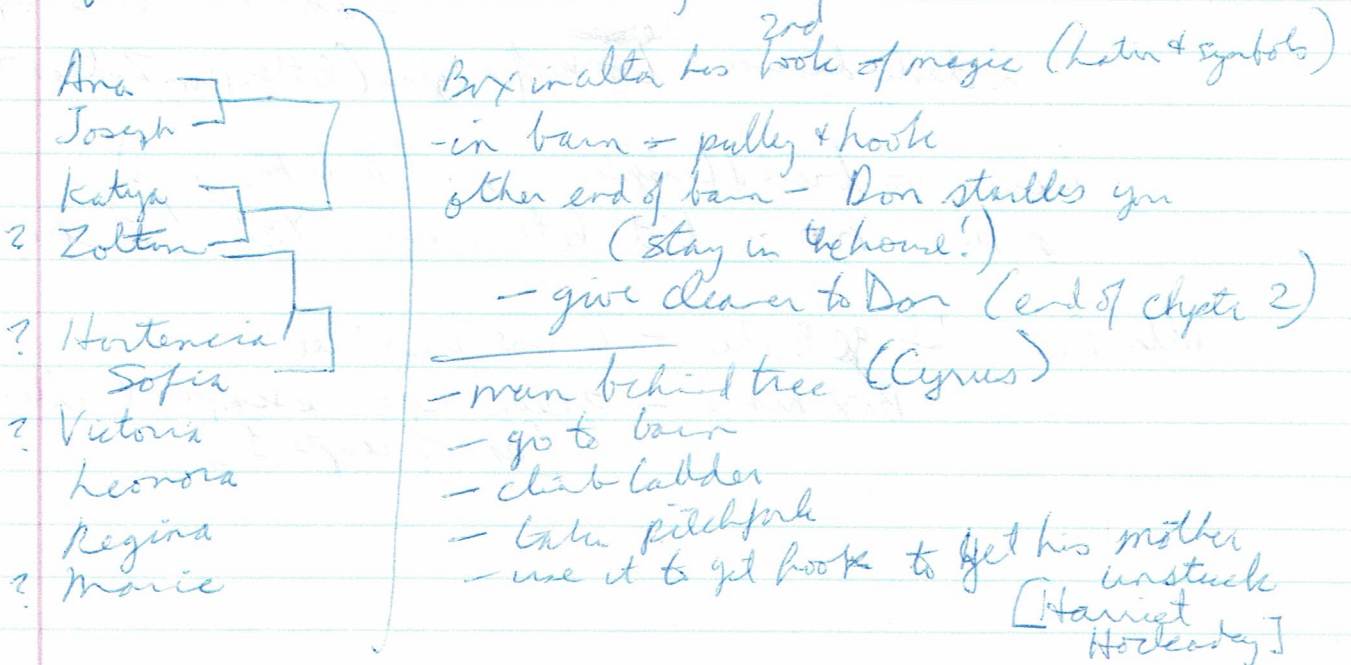 Ana
Joseph
Katya
? Zoltan
? Hortencia
Sofia
? Victoria
Leonora
Regina
? Marie
2nd
Box in alta has book of magic (Latin & symbols)
- in barn = pulley & hook
other end of barn - Don startles you
(stay in the house!)
- give cleaver to Don (end of chptr 2)
- man behind tree (Cyrus)
- go to barn
- climb ladder
- take pitchfork
- use it to get hook to get his mother
unstuck
[Harriet
Hockaday]